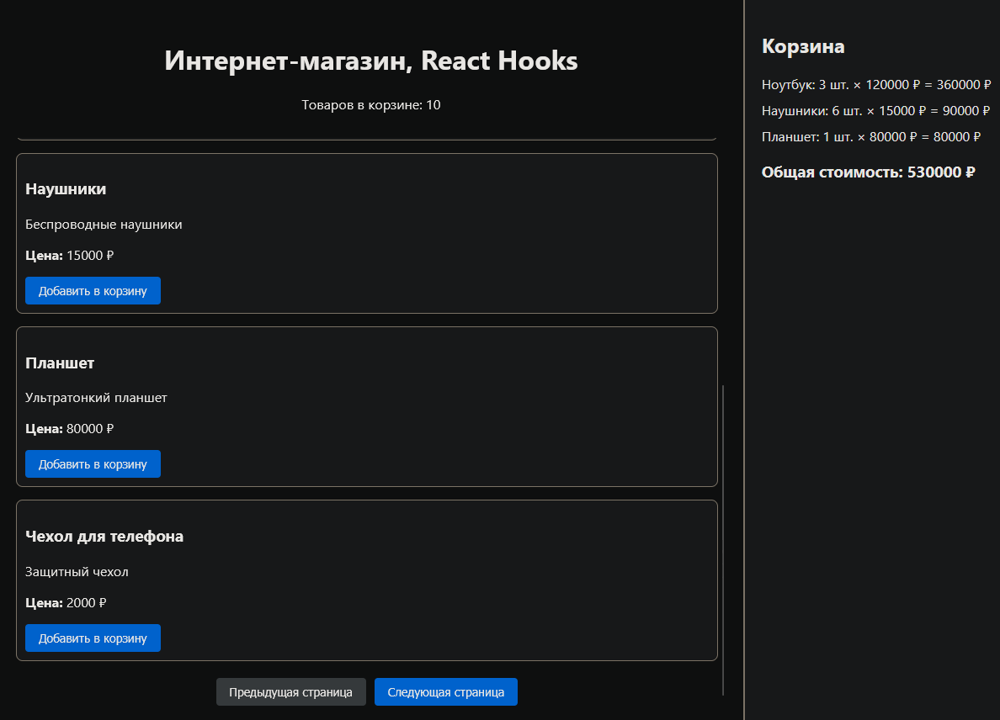 Интернет-магазин, React Hooks
Товаров в корзине: 10
Наушники
Беспроводные наушники
Цена: 15000 ₽
Добавить в корзину
Планшет
Ультратонкий планшет
Цена: 80000 ₽
Добавить в корзину
Чехол для телефона
Защитный чехол
Цена: 2000 ₽
Добавить в корзину
Предыдущая страница
Следующая страница
Корзина
Ноутбук: 3 шт. × 120000 ₽ = 360000 ₽
Наушники: 6 шт. × 15000 ₽ = 90000 ₽
Планшет: 1 шт. × 80000 ₽ = 80000 ₽
Общая стоимость: 530000 ₽